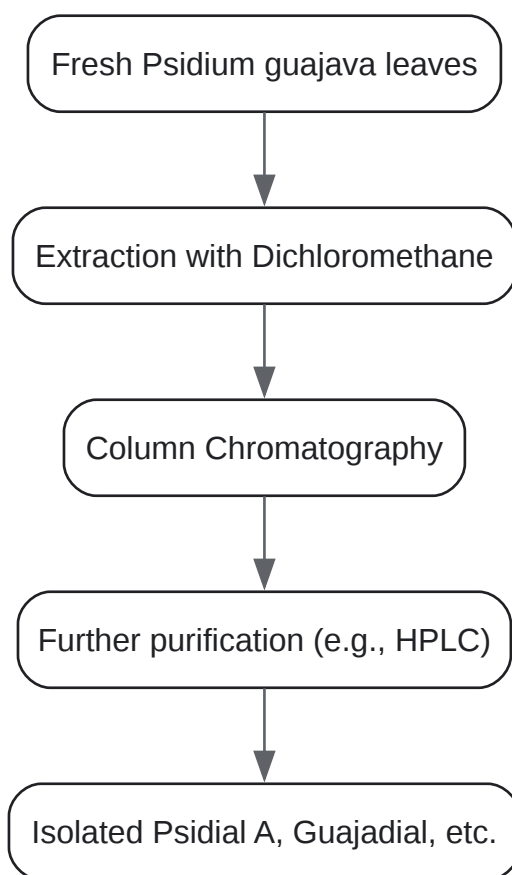 Fresh Psidium guajava leaves
Extraction with Dichloromethane
Column Chromatography
Further purification (e.g., HPLC)
Isolated Psidial A, Guajadial, etc.